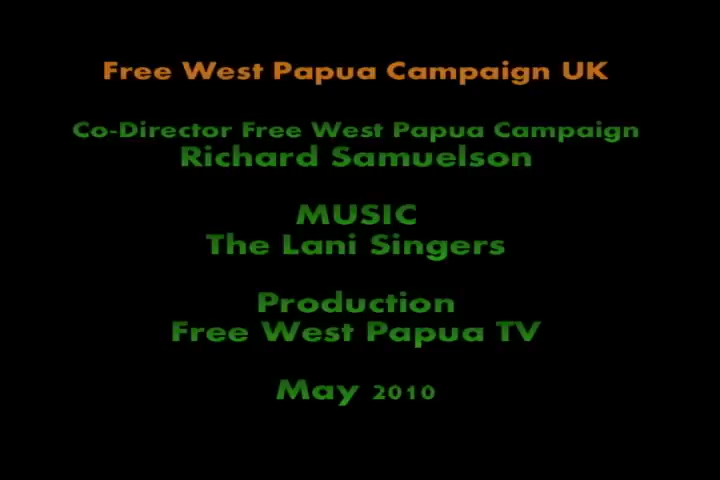 Free West Papua Campaign UK
Co-Director Free West Papua Campaign
Richard Samuelson
MUSIC
The Lani Singers
Production
Free West Papua TV
May 2010